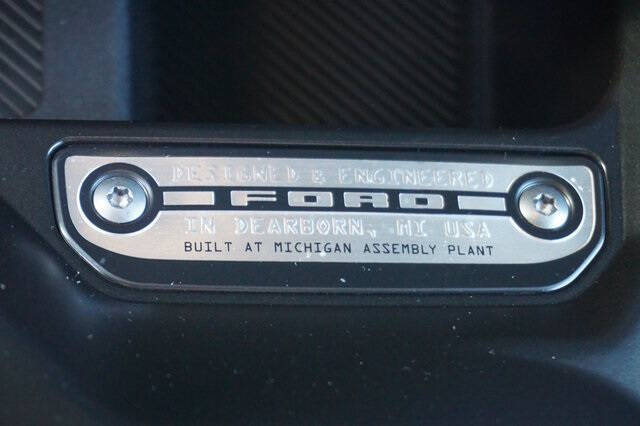 DESIGNED & ENGINEERED
FORD
IN DEARBORN, MI USA
BUILT AT MICHIGAN ASSEMBLY PLANT